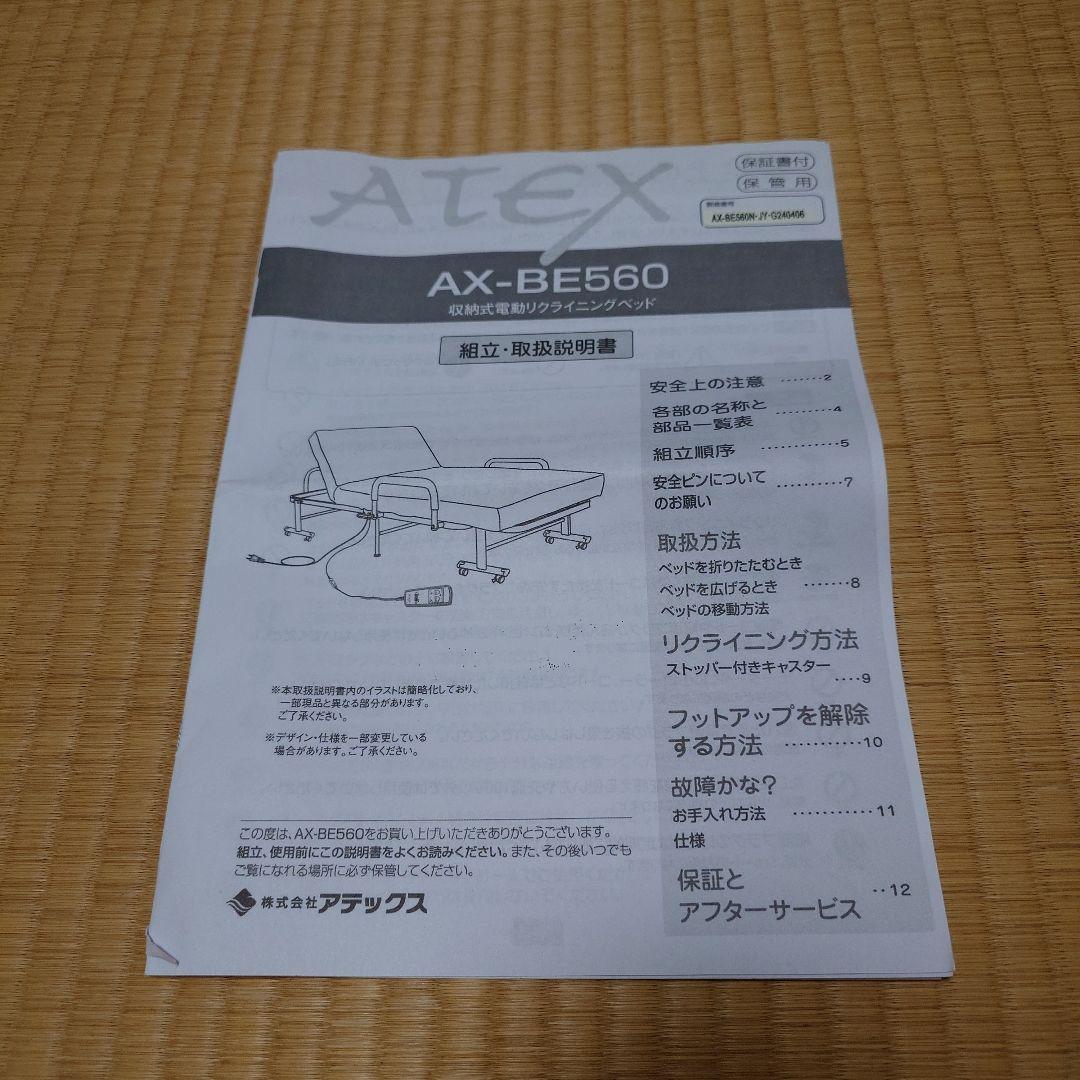 ATEX
保証書付
保管用
製造番号
AX-BE560N-JY-G240406
AX-BE560
収納式電動リクライニングベッド
組立・取扱説明書
安全上の注意 ·······2
各部の名称と
部品一覧表 ·········4
組立順序 ············5
安全ピンについて
のお願い ··········7
取扱方法
ベッドを折りたたむとき
ベッドを広げるとき ·······8
ベッドの移動方法
リクライニング方法
ストッパー付きキャスター
····9
フットアップを解除
する方法 ···········10
故障かな?
お手入れ方法 ············11
仕様
保証と
アフターサービス ··12
※本取扱説明書内のイラストは簡略化しており、
一部現品と異なる部分があります。
ご了承ください。
※デザイン・仕様を一部変更している
場合があります。ご了承ください。
この度は、AX-BE560をお買い上げいただきありがとうございます。
組立、使用前にこの説明書をよくお読みください。また、その後いつでも
ご覧になれる場所に必ず保管してください。
株式会社アテックス